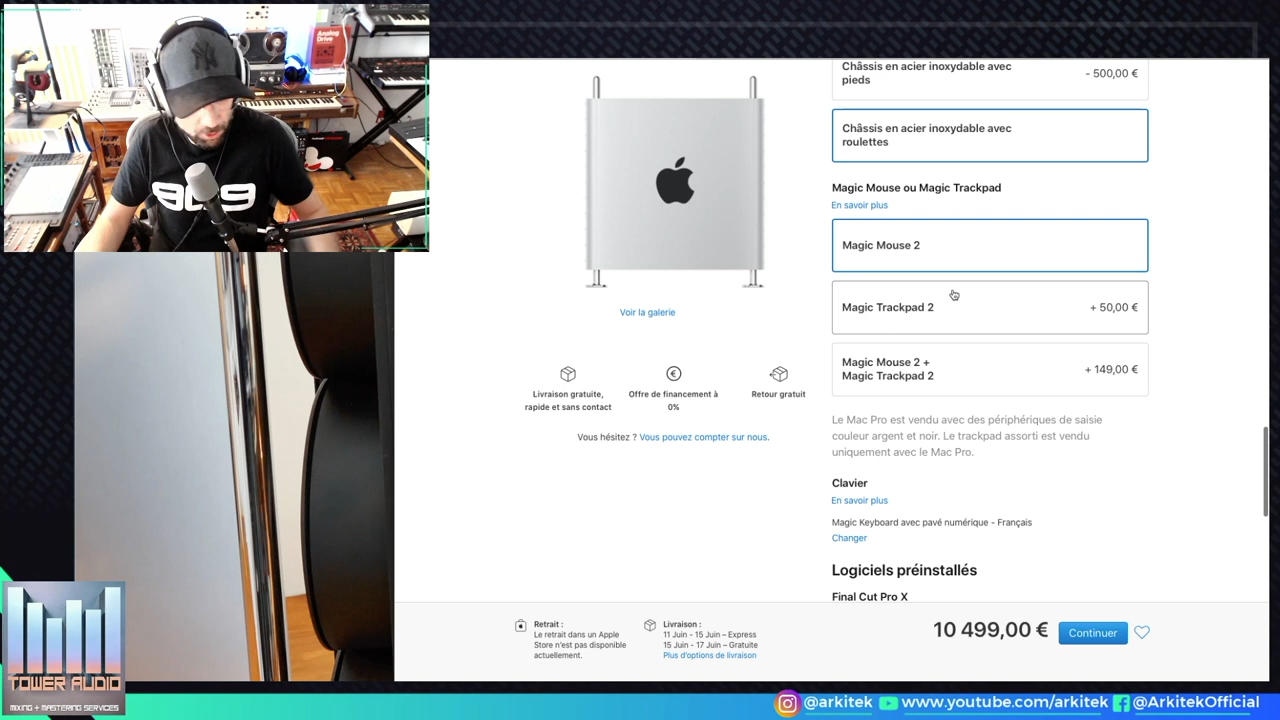 Analog
Drive
909
Châssis en acier inoxydable avec
pieds
- 500,00 €
Châssis en acier inoxydable avec
roulettes
Magic Mouse ou Magic Trackpad
En savoir plus
Magic Mouse 2
Magic Trackpad 2
+ 50,00 €
Magic Mouse 2 +
Magic Trackpad 2
+ 149,00 €
Voir la galerie
Livraison gratuite,
rapide et sans contact
Offre de financement à
0%
Retour gratuit
Vous hésitez ? Vous pouvez compter sur nous.
Le Mac Pro est vendu avec des périphériques de saisie
couleur argent et noir. Le trackpad assorti est vendu
uniquement avec le Mac Pro.
Clavier
En savoir plus
Magic Keyboard avec pavé numérique - Français
Changer
Logiciels préinstallés
Final Cut Pro X
Retrait :
Le retrait dans un Apple
Store n'est pas disponible
actuellement.
Livraison :
11 Juin - 15 Juin – Express
15 Juin - 17 Juin – Gratuite
Plus d'options de livraison
10 499,00 €
Continuer
TOWER AUDIO
MIXING + MASTERING SERVICES
@arkitek
www.youtube.com/arkitek
@ArkitekOfficial